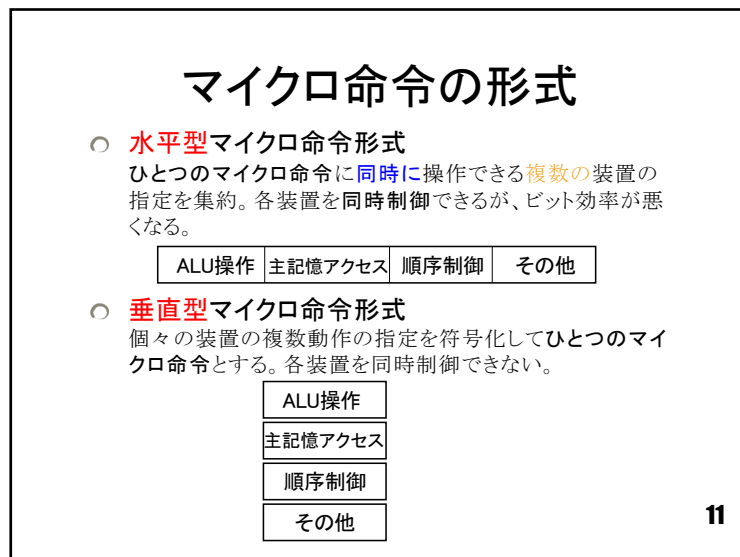 マイクロ命令の形式
水平型マイクロ命令形式
ひとつのマイクロ命令に同時に操作できる複数の装置の
指定を集約。各装置を同時制御できるが、ビット効率が悪
くなる。
ALU操作 主記憶アクセス 順序制御 その他
垂直型マイクロ命令形式
個々の装置の複数動作の指定を符号化してひとつのマイ
クロ命令とする。各装置を同時制御できない。
ALU操作
主記憶アクセス
順序制御
その他
11